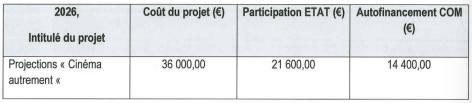 2026, Coût du projet (€) Participation ETAT (€) Autofinancement COM
Intitulé du projet (€)
Projections « Cinéma 36 000,00 21 600,00 14 400,00
autrement «